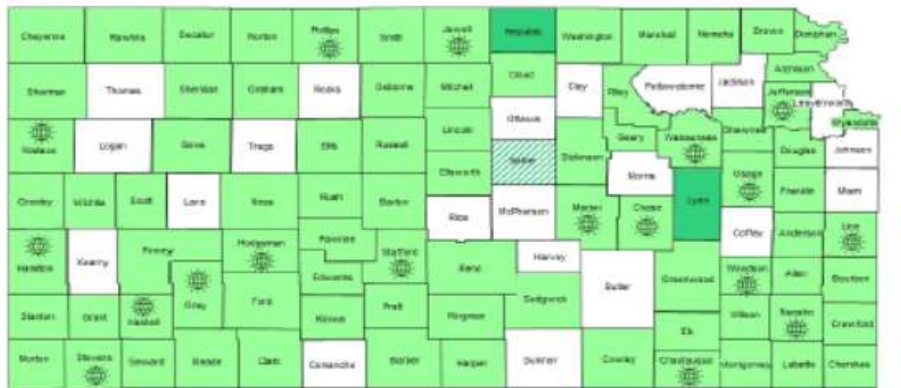 Cheyenne Rawlins Decatur Norton Phillips Smith Jewell Republic Washington Marshall Nemaha Brown Doniphan
Sherman Thomas Sheridan Graham Rooks Osborne Mitchell Cloud Clay Riley Pottawatomie Jackson Atchison
Jefferson Leavenworth
Wyandotte
Wallace Logan Gove Trego Ellis Russell Lincoln Ottawa Saline Dickinson Geary Wabaunsee Shawnee Douglas Johnson
Ellsworth Morris Osage Franklin Miami
Greeley Wichita Scott Lane Ness Rush Barton Rice McPherson Marion Chase Lyon Coffey Anderson Linn
Hamilton Kearny Finney Hodgeman Pawnee Stafford Reno Harvey Butler Greenwood Woodson Allen Bourbon
Gray Ford Edwards Sedgwick
Stanton Grant Haskell Kiowa Pratt Kingman Elk Wilson Neosho Crawford
Morton Stevens Seward Meade Clark Comanche Barber Harper Sumner Cowley Chautauqua Montgomery Labette Cherokee